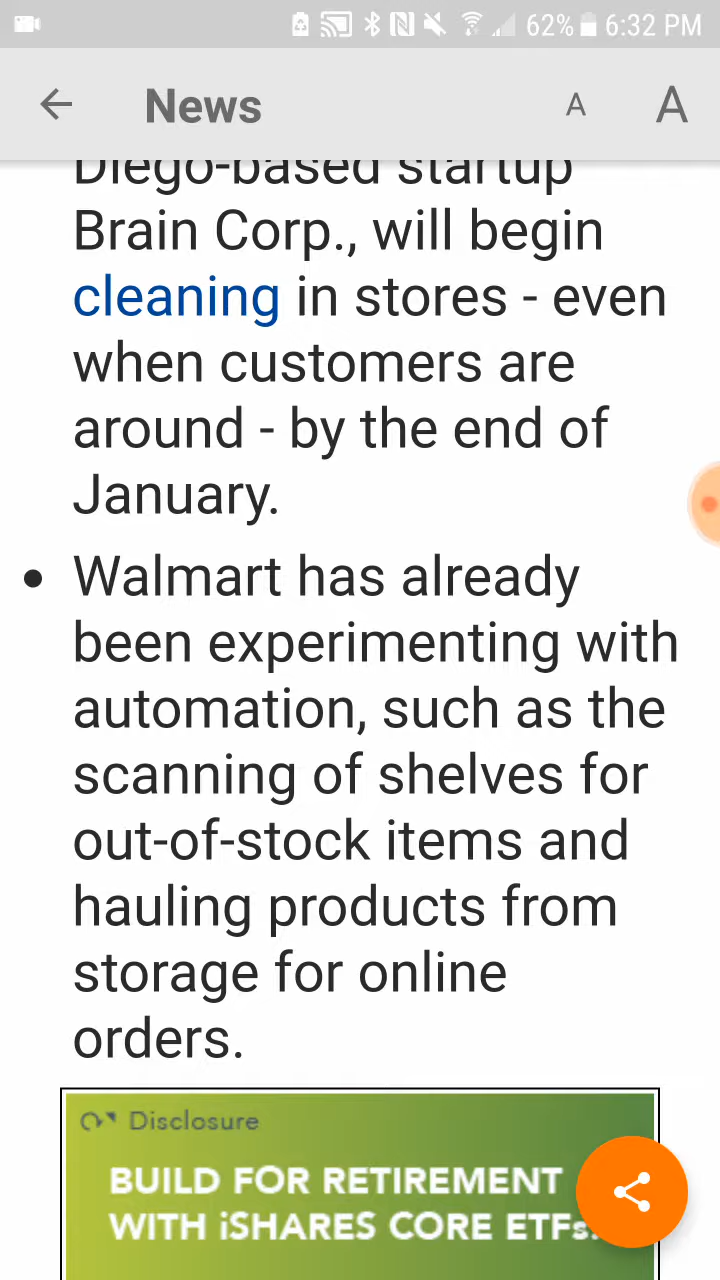 62% 6:32 PM
News A A
Diego-based startup
Brain Corp., will begin
cleaning in stores - even
when customers are
around - by the end of
January.
• Walmart has already
been experimenting with
automation, such as the
scanning of shelves for
out-of-stock items and
hauling products from
storage for online
orders.
Disclosure
BUILD FOR RETIREMENT
WITH iSHARES CORE ETFs.